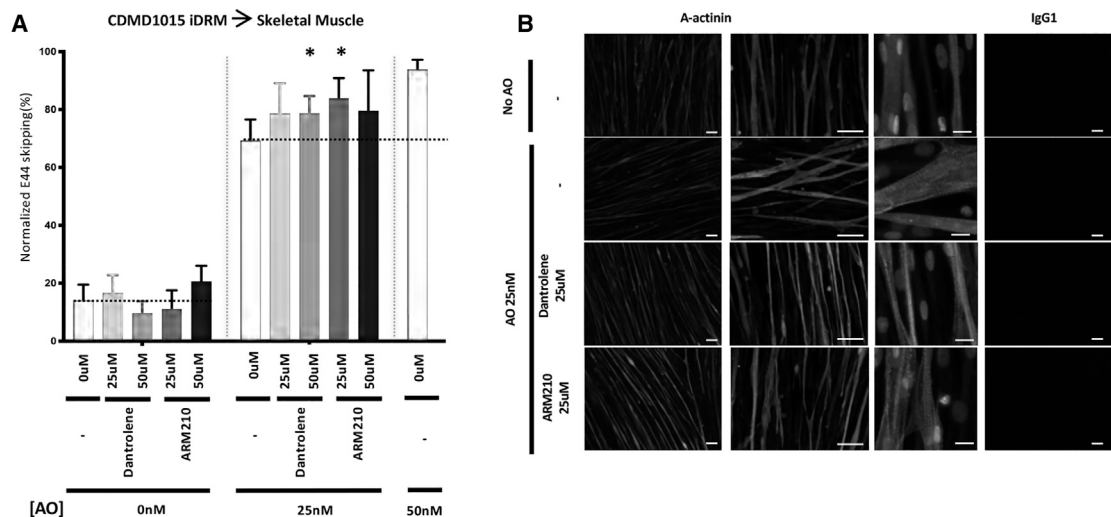 A
CDMD1015 iDRM → Skeletal Muscle
Normalized E44 skipping(%)
100
80
60
40
20
0
* *
0uM 25uM 50uM 25uM 50uM 0uM 25uM 50uM 25uM 50uM 0uM
- Dantrolene ARM210 - Dantrolene ARM210 -
[AO] 0nM 25nM 50nM
B
A-actinin IgG1
No AO
-
AO 25nM
-
Dantrolene
25uM
ARM210
25uM